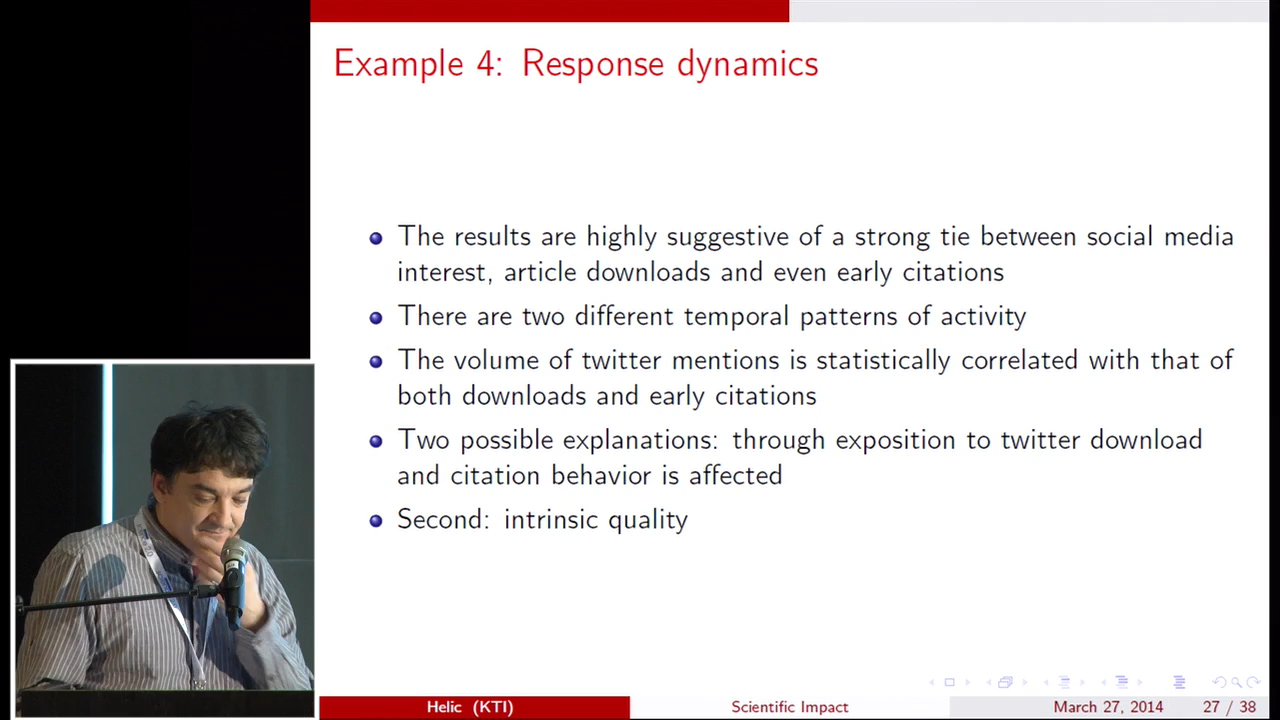 Example 4: Response dynamics
The results are highly suggestive of a strong tie between social media
interest, article downloads and even early citations
There are two different temporal patterns of activity
The volume of twitter mentions is statistically correlated with that of
both downloads and early citations
Two possible explanations: through exposition to twitter download
and citation behavior is affected
Second: intrinsic quality
Helic (KTI)
Scientific Impact
March 27, 2014
27 / 38